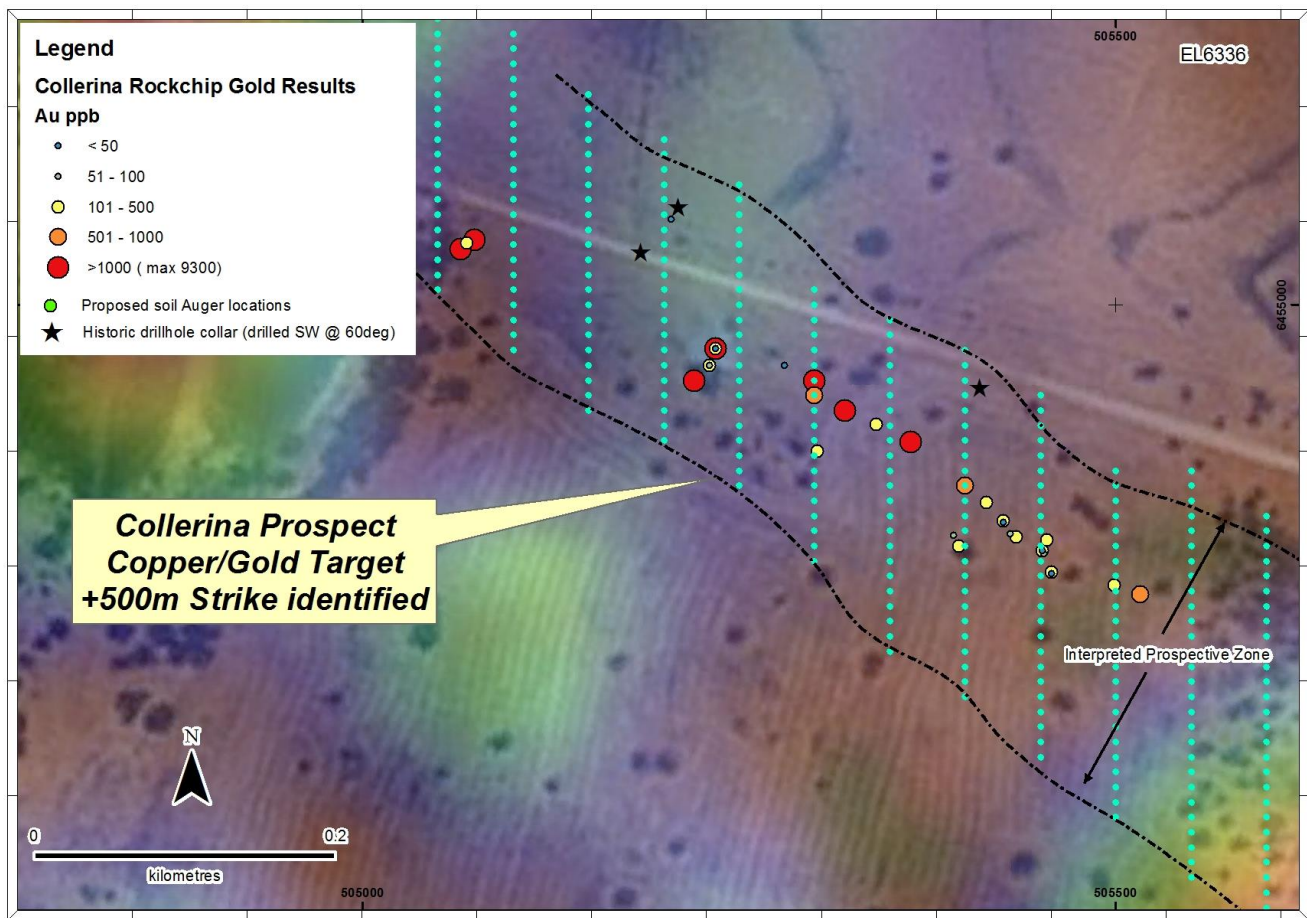 Legend
Collerina Rockchip Gold Results
Au ppb
< 50
51 - 100
101 - 500
501 - 1000
>1000 ( max 9300)
Proposed soil Auger locations
Historic drillhole collar (drilled SW @ 60deg)
505500
EL6336
6455000
Collerina Prospect
Copper/Gold Target
+500m Strike identified
Interpreted Prospective Zone
N
0 0.2
kilometres
505000
505500